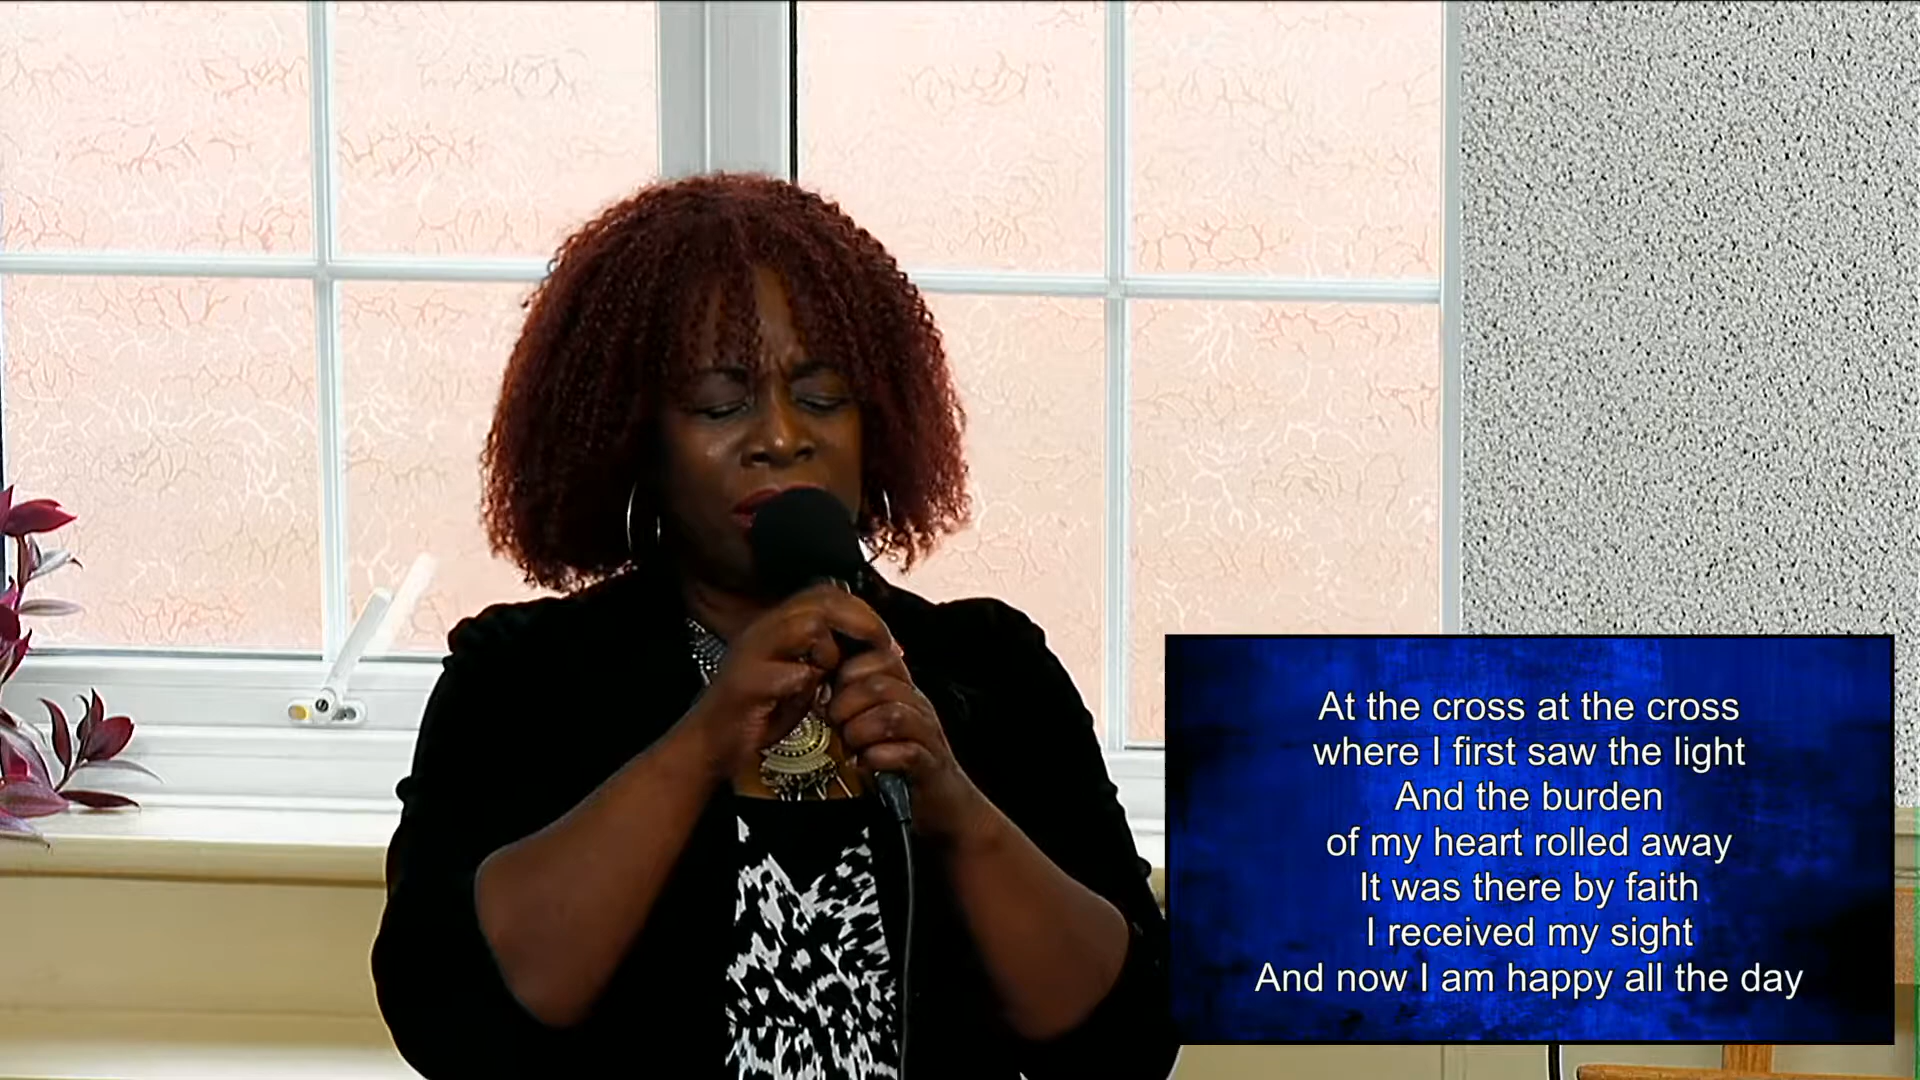 At the cross at the cross
where I first saw the light
And the burden
of my heart rolled away
It was there by faith
I received my sight
And now I am happy all the day